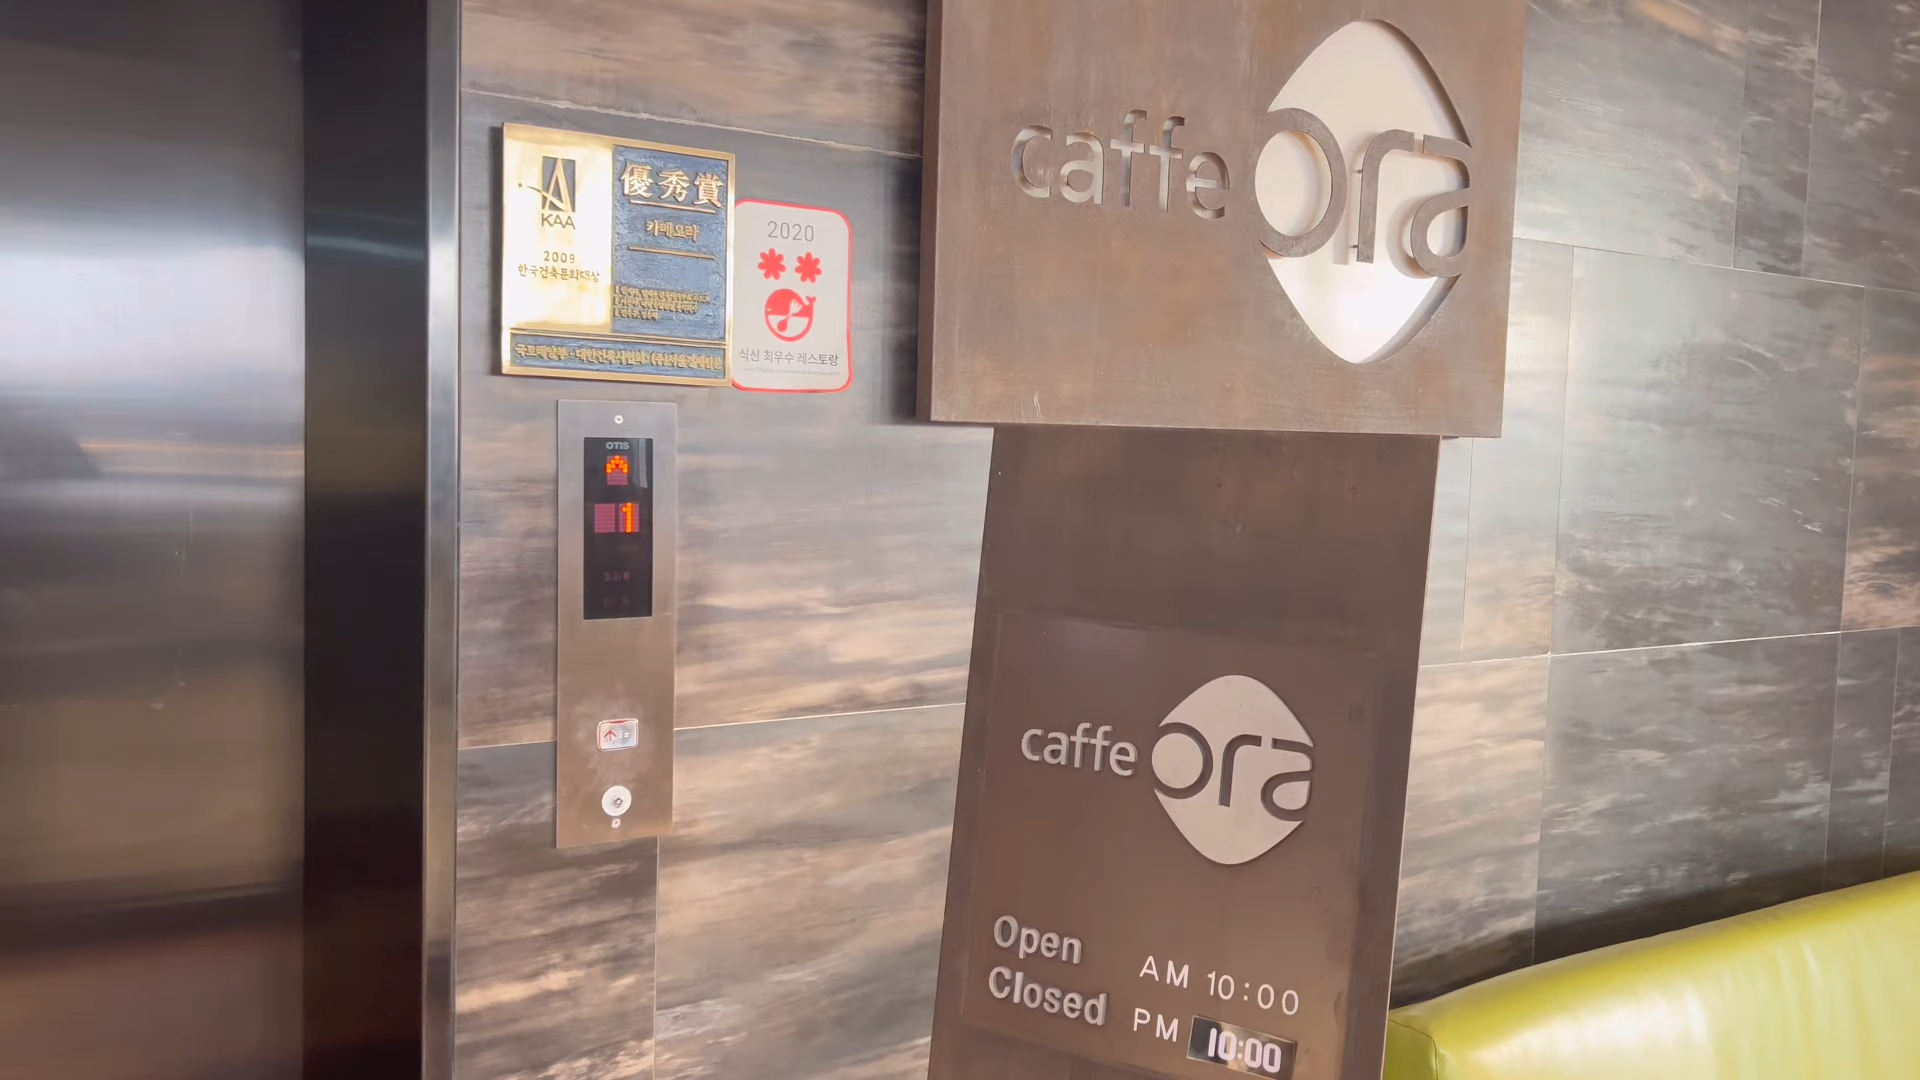 KAA
2009
한국건축문화대상
優秀賞
카페오라
2020
식신 최우수 레스토랑
OTIS
1
caffe ora
caffe ora
Open AM 10:00
Closed PM 10:00